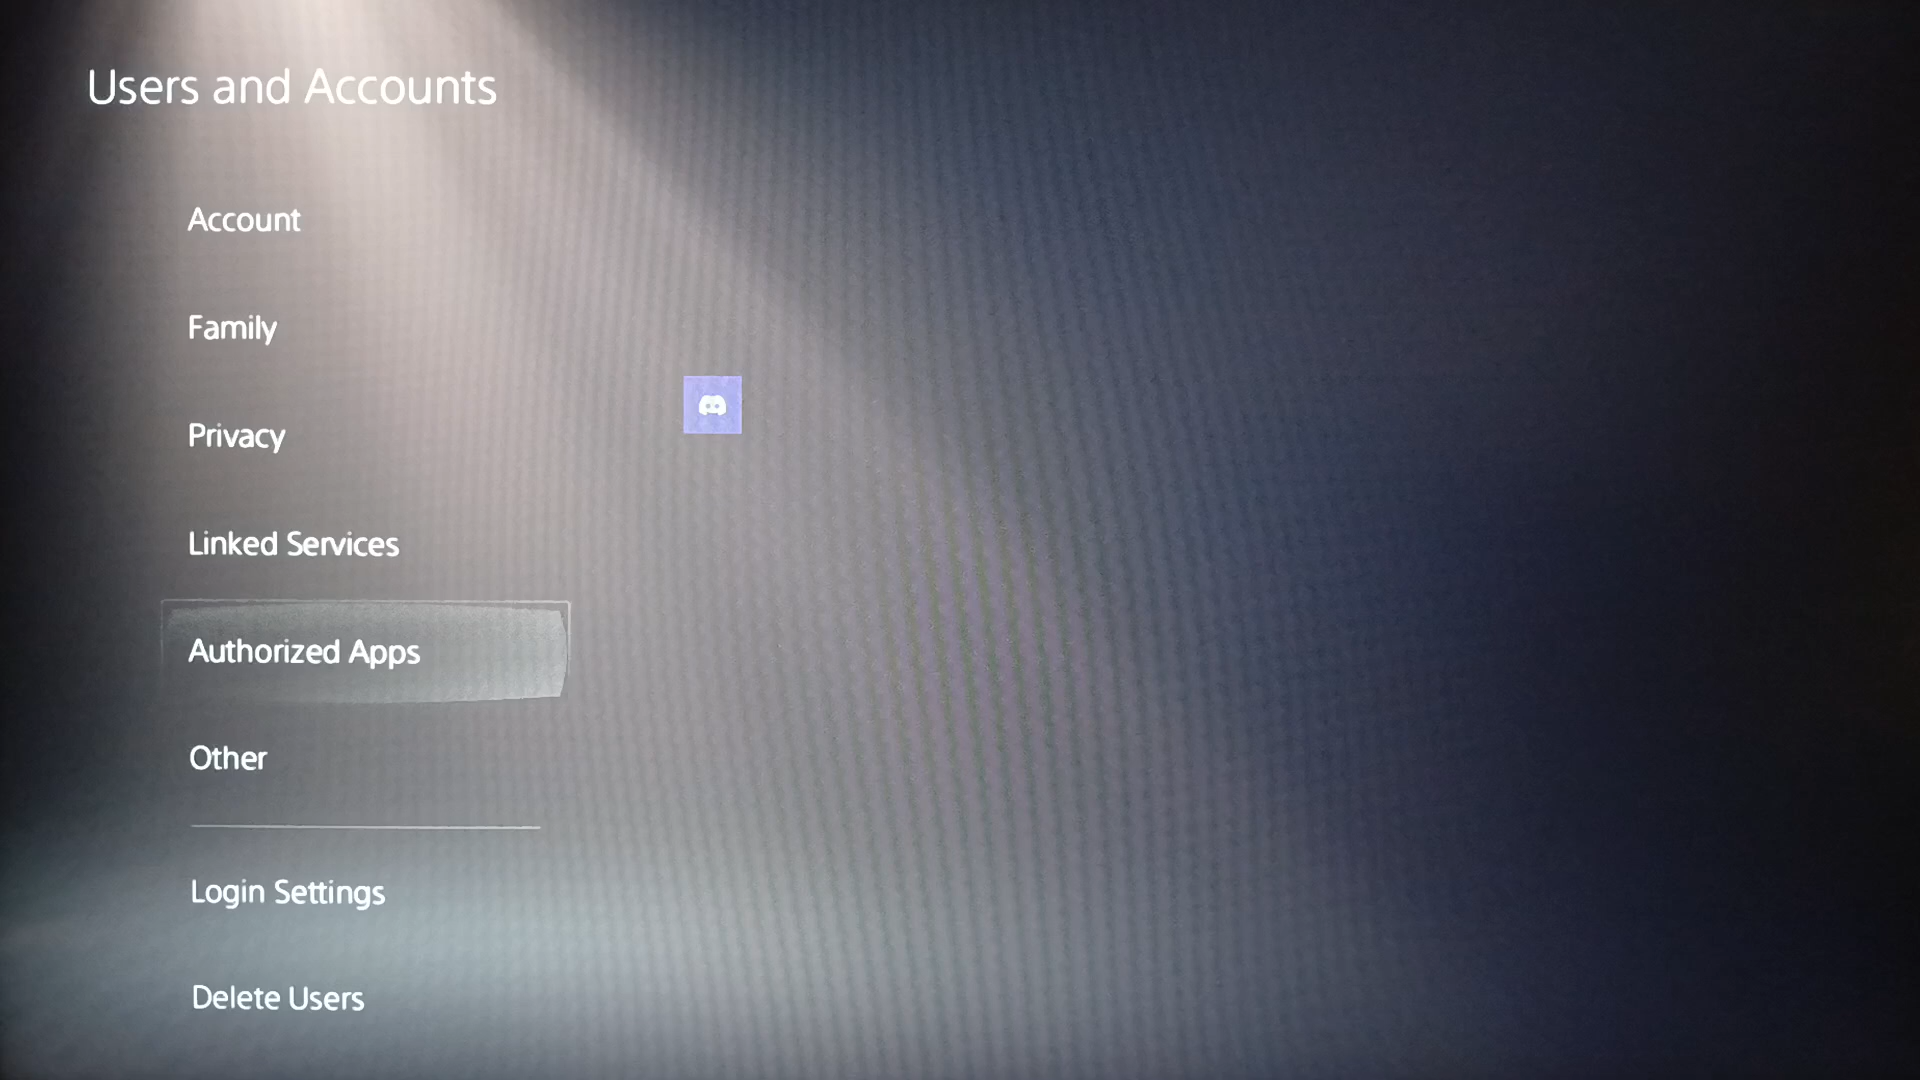 Users and Accounts
Account
Family
Privacy
Linked Services
Authorized Apps
Other
Login Settings
Delete Users